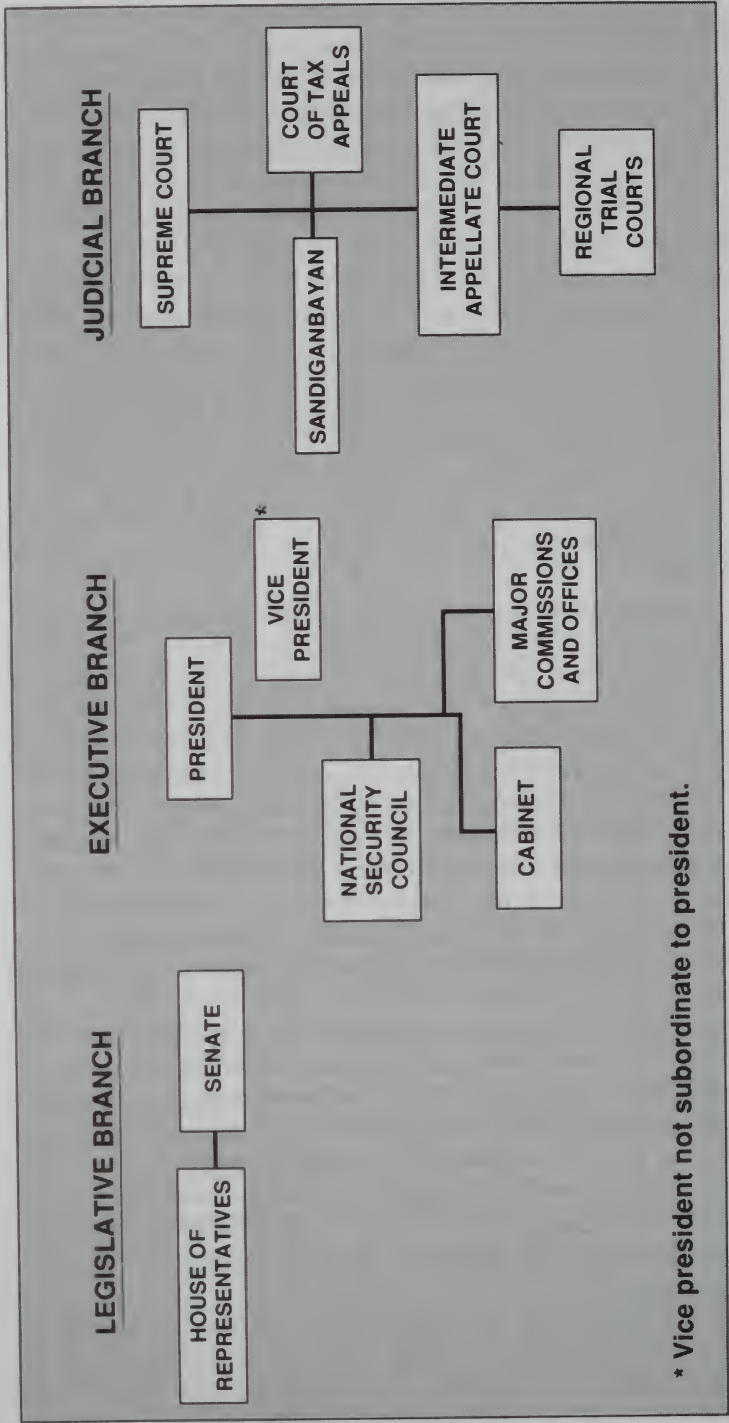 LEGISLATIVE BRANCH
HOUSE OF
REPRESENTATIVES
SENATE
EXECUTIVE BRANCH
PRESIDENT
VICE
PRESIDENT
*
NATIONAL
SECURITY
COUNCIL
CABINET
MAJOR
COMMISSIONS
AND OFFICES
JUDICIAL BRANCH
SUPREME COURT
COURT
OF TAX
APPEALS
SANDIGANBAYAN
INTERMEDIATE
APPELLATE COURT
REGIONAL
TRIAL
COURTS
* Vice president not subordinate to president.